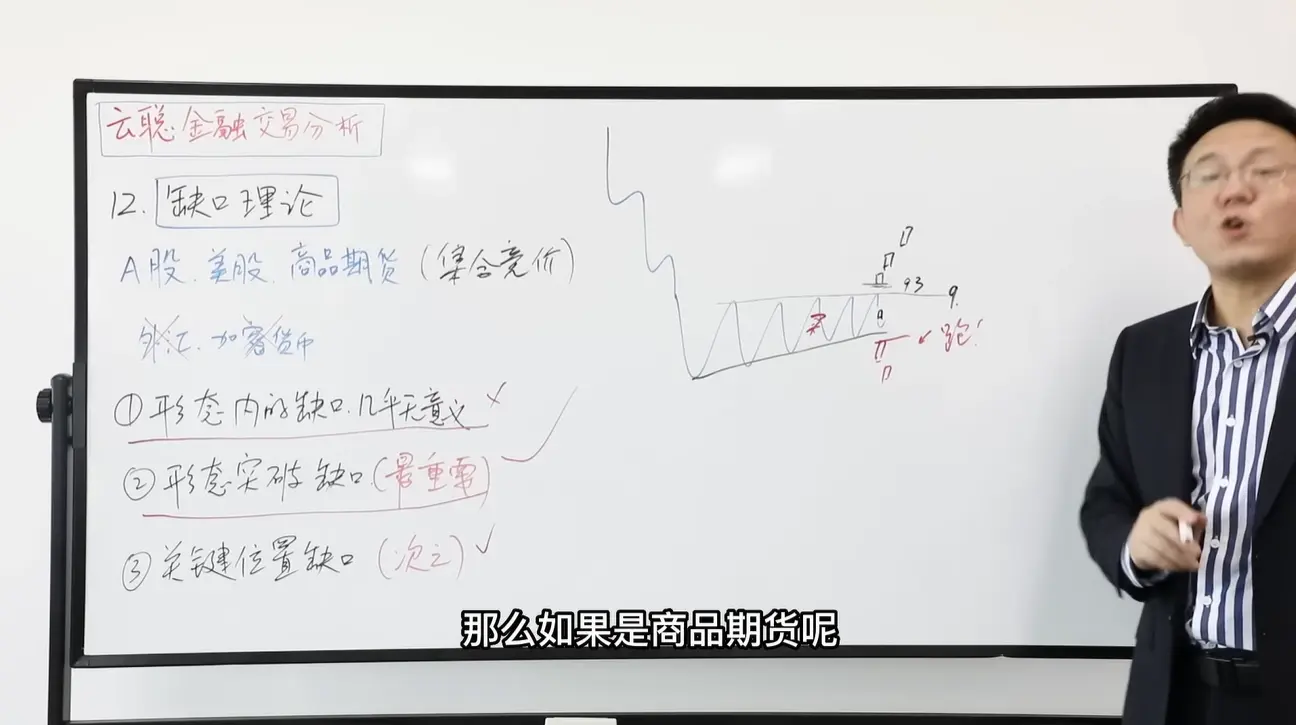 云聪·金融交易分析
12. 缺口理论
A股、美股、商品期货（集合竞价）
外汇、加密货币
①形态内的缺口.几乎无意义 ×
②形态突破缺口（最重要）✓
③关键位置缺口（次之）✓
93
9
跑!
那么如果是商品期货呢